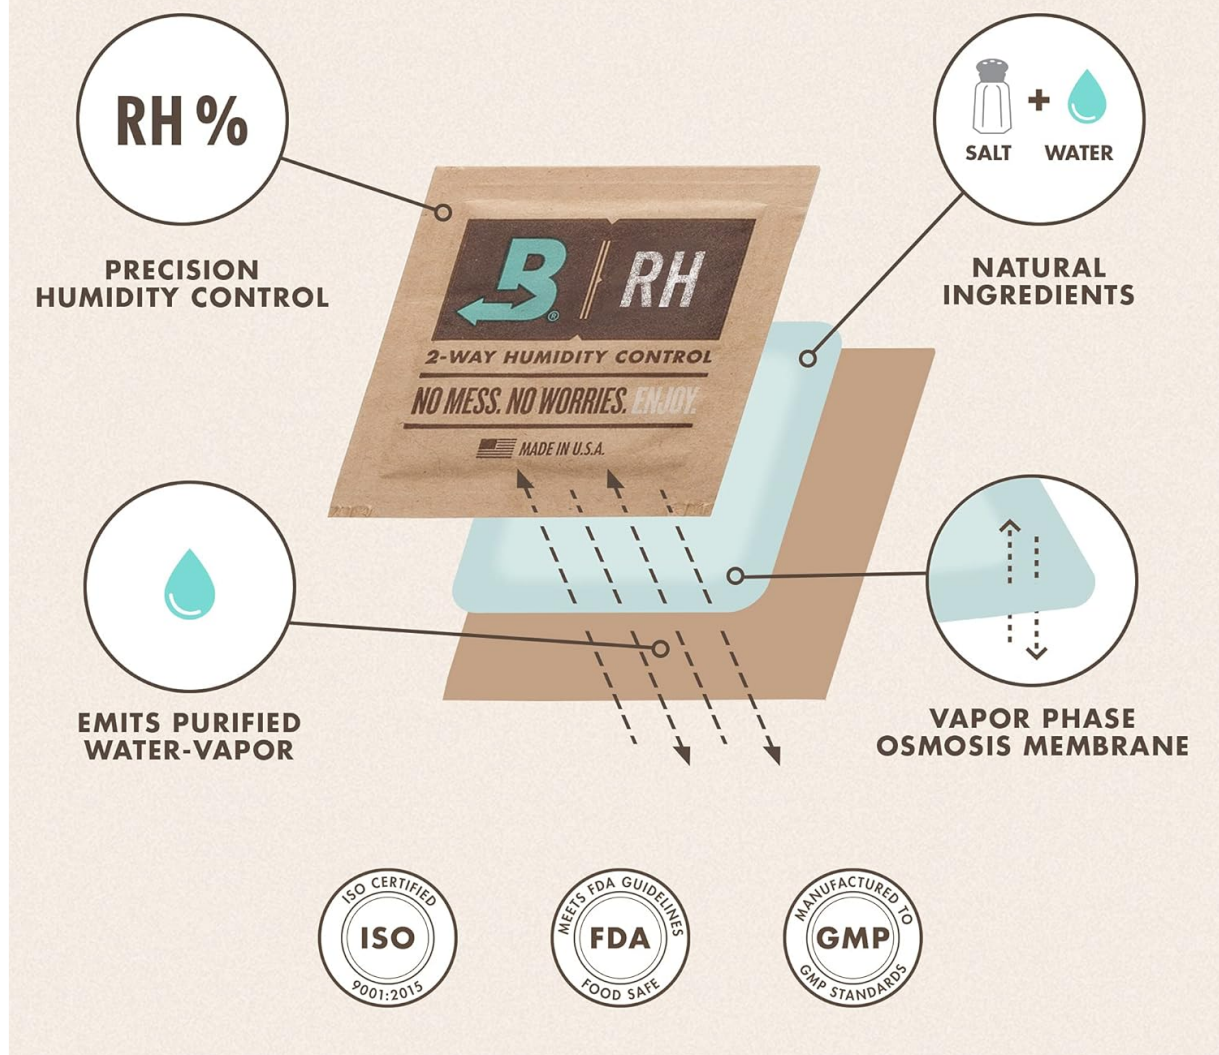 RH %
PRECISION
HUMIDITY CONTROL
SALT + WATER
NATURAL
INGREDIENTS
B ® RH
2-WAY HUMIDITY CONTROL
NO MESS. NO WORRIES. ENJOY.
MADE IN U.S.A.
EMITS PURIFIED
WATER-VAPOR
VAPOR PHASE
OSMOSIS MEMBRANE
ISO CERTIFIED
ISO
9001:2015
MEETS FDA GUIDELINES
FDA
FOOD SAFE
MANUFACTURED TO
GMP
GMP STANDARDS